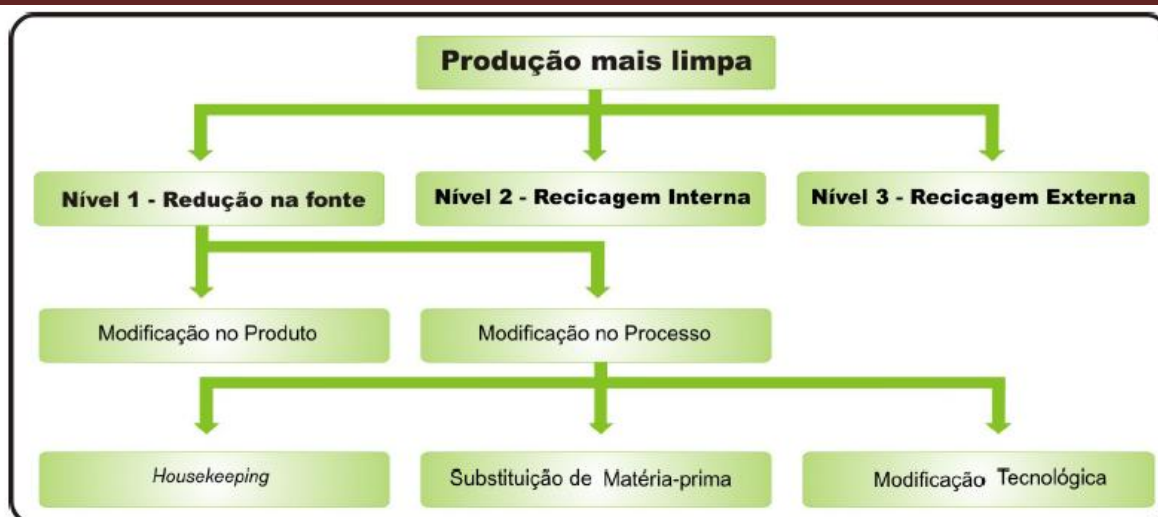 Produção mais limpa
Nível 1 - Redução na fonte
Nível 2 - Recicagem Interna
Nível 3 - Recicagem Externa
Modificação no Produto
Modificação no Processo
Housekeeping
Substituição de Matéria-prima
Modificação Tecnológica